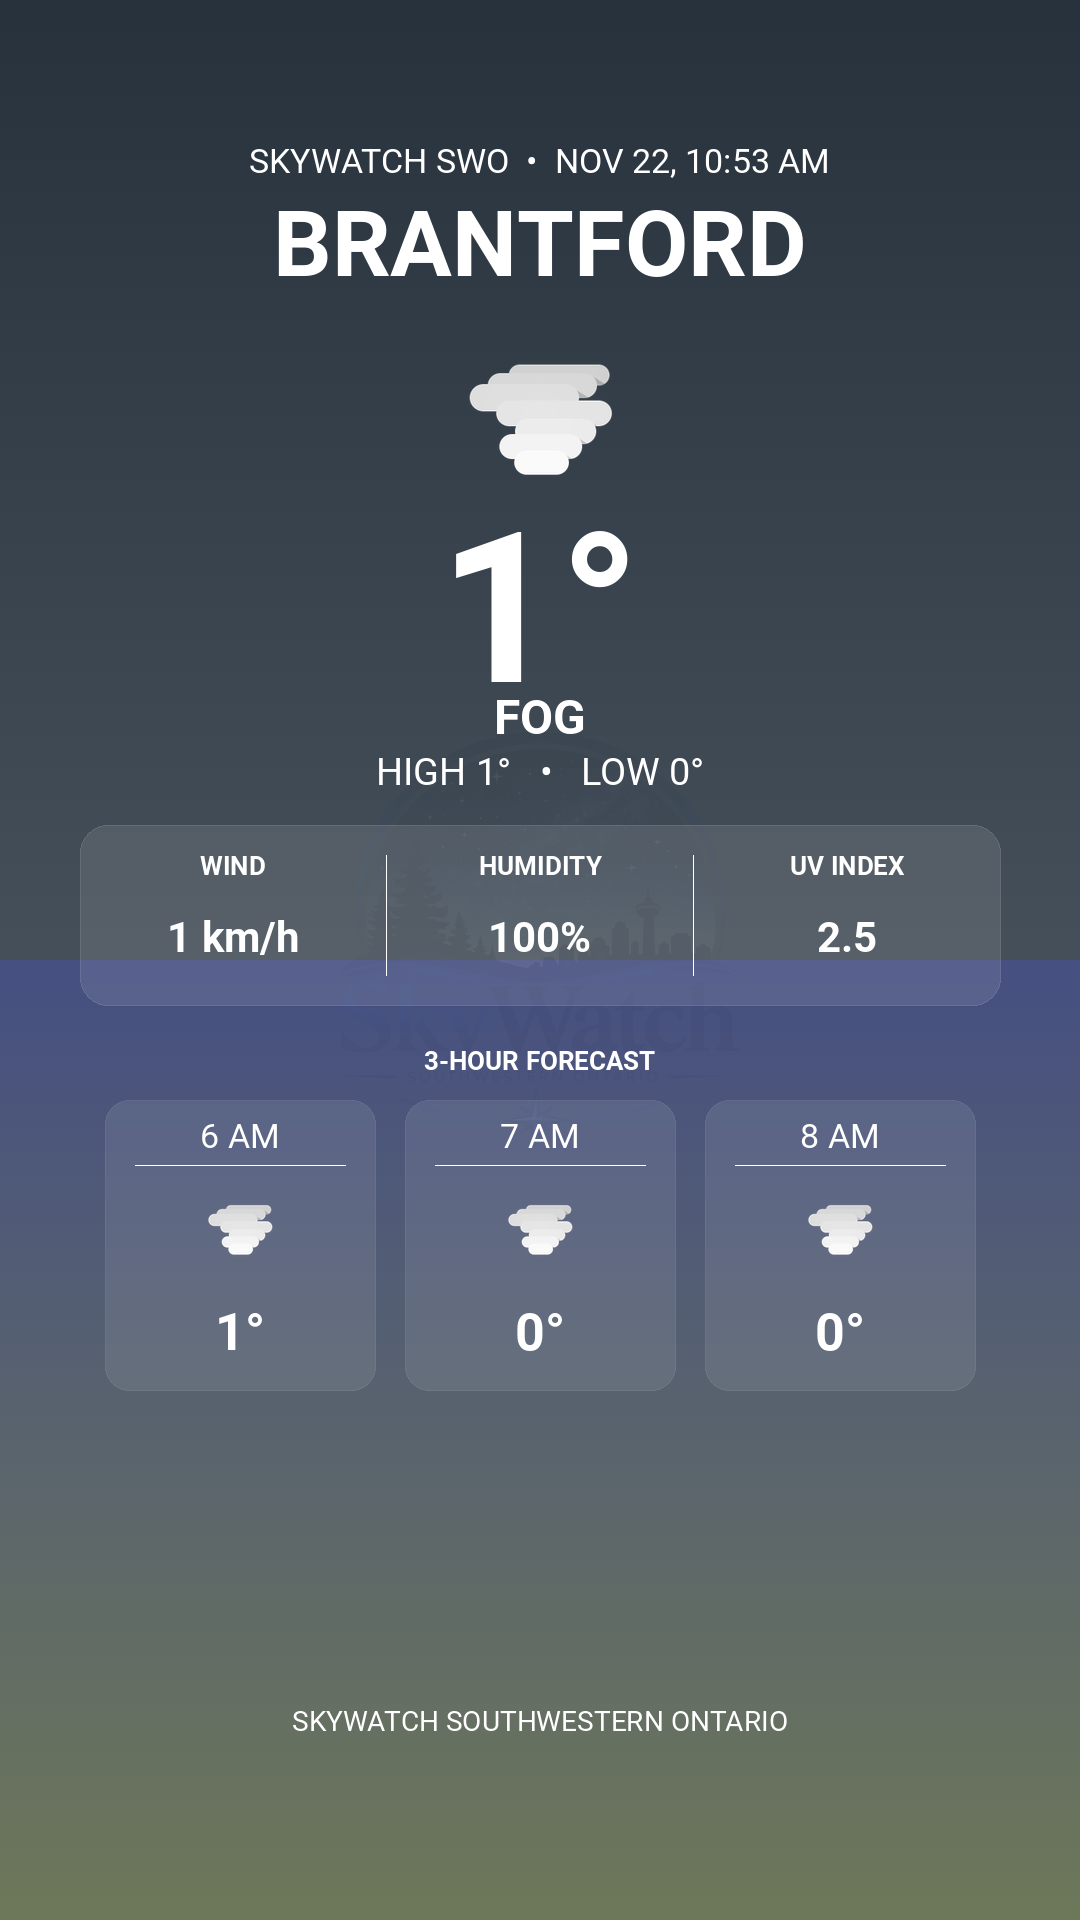 SKYWATCH SWO • NOV 22, 10:53 AM
BRANTFORD
1°
FOG
HIGH 1° • LOW 0°
WIND HUMIDITY UV INDEX
1 km/h 100% 2.5
SkyWatch
3-HOUR FORECAST
6 AM 7 AM 8 AM
1° 0° 0°
SKYWATCH SOUTHWESTERN ONTARIO